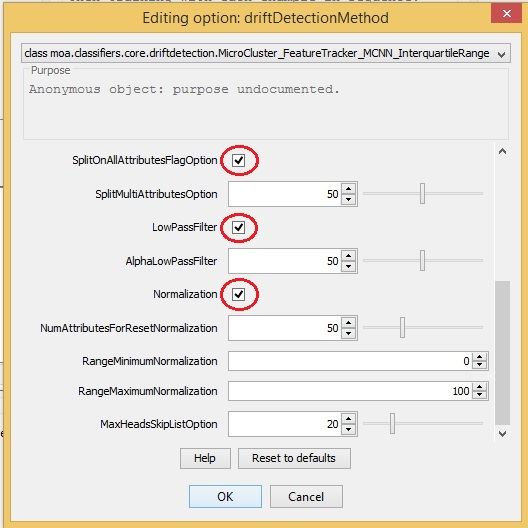 Editing option: driftDetectionMethod
class moa.classifiers.core.driftdetection.MicroCluster_FeatureTracker_MCNN_InterquartileRange
Purpose
Anonymous object: purpose undocumented.
SplitOnAllAttributesFlagOption
SplitMultiAttributesOption 50
LowPassFilter
AlphaLowPassFilter 50
Normalization
NumAttributesForResetNormalization 50
RangeMinimumNormalization 0
RangeMaximumNormalization 100
MaxHeadsSkipListOption 20
Help Reset to defaults
OK Cancel